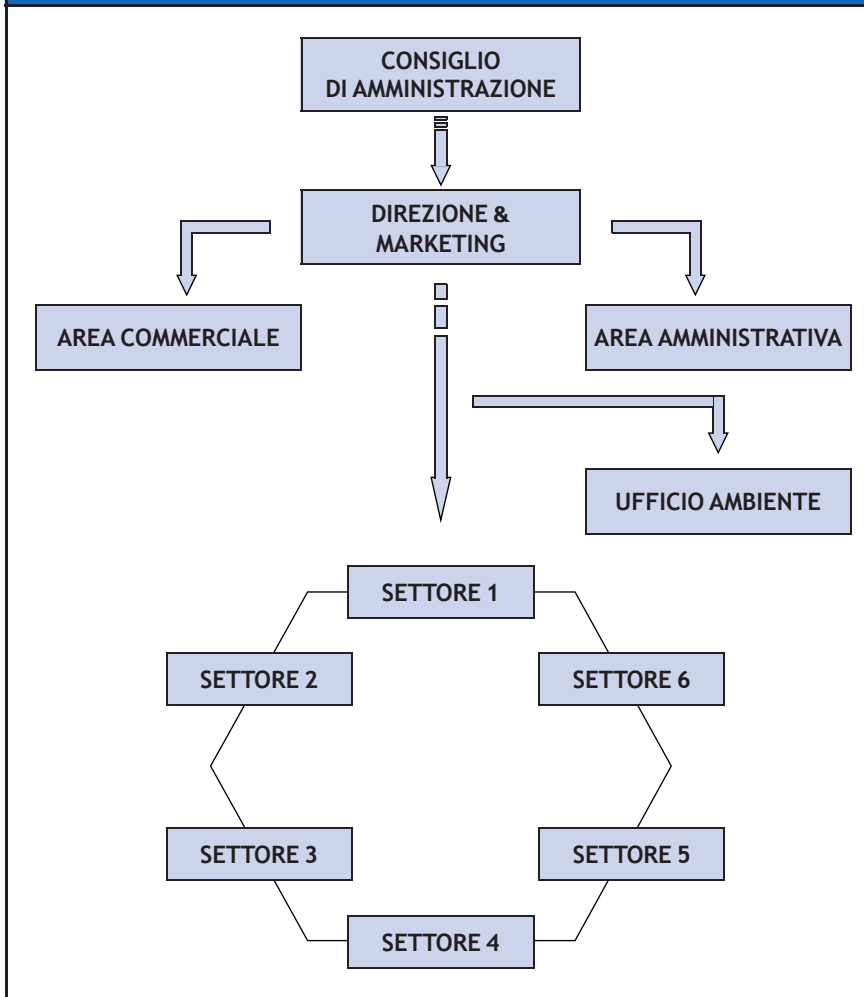 CONSIGLIO
DI AMMINISTRAZIONE
DIREZIONE &
MARKETING
AREA COMMERCIALE
AREA AMMINISTRATIVA
UFFICIO AMBIENTE
SETTORE 1
SETTORE 2
SETTORE 6
SETTORE 3
SETTORE 5
SETTORE 4